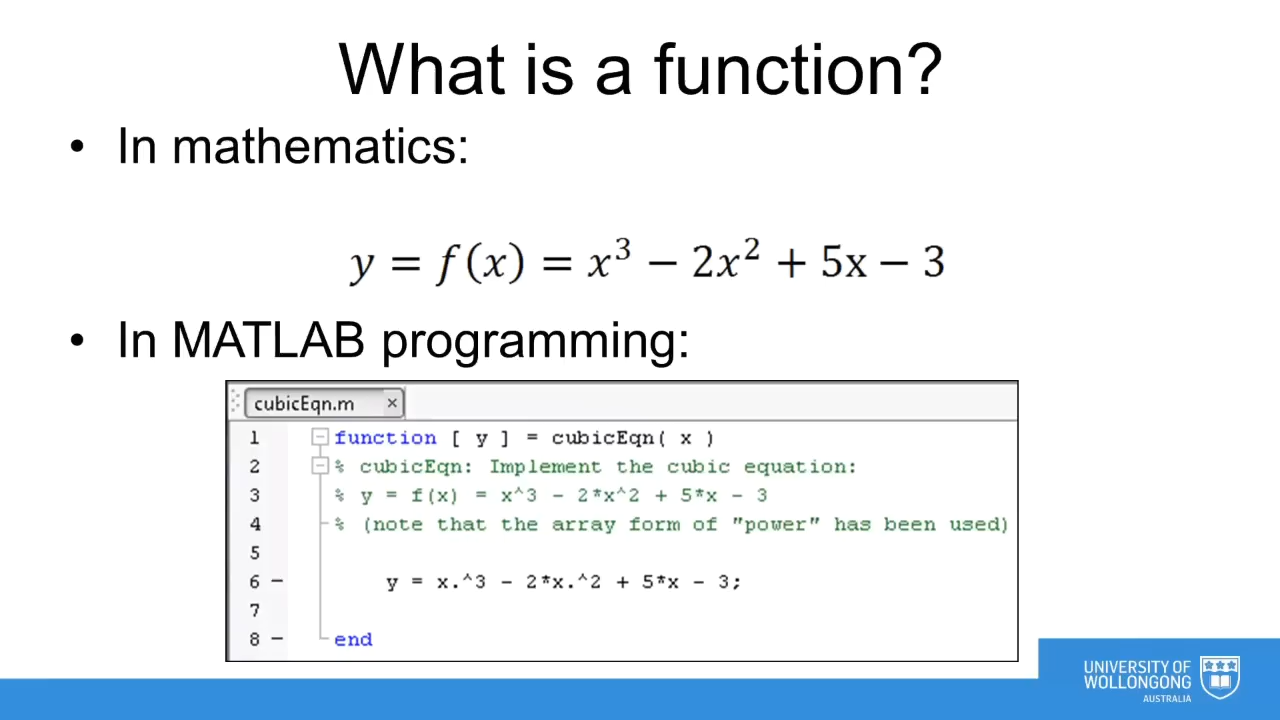 What is a function?
• In mathematics:
y = f(x) = x³ − 2x² + 5x − 3
• In MATLAB programming:
cubicEqn.m ×
1 function [ y ] = cubicEqn( x )
2 % cubicEqn: Implement the cubic equation:
3 % y = f(x) = x^3 - 2*x^2 + 5*x - 3
4 % (note that the array form of "power" has been used)
5
6 – y = x.^3 - 2*x.^2 + 5*x - 3;
7
8 – end
UNIVERSITY OF
WOLLONGONG
AUSTRALIA